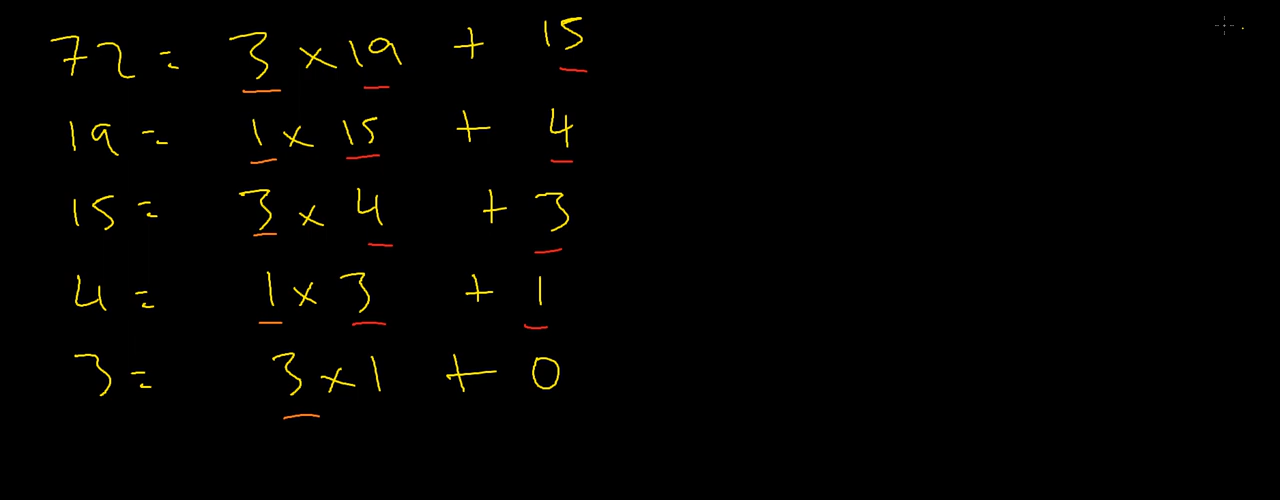 72 = 3 × 19 + 15
19 = 1 × 15 + 4
15 = 3 × 4 + 3
4 = 1 × 3 + 1
3 = 3 × 1 + 0